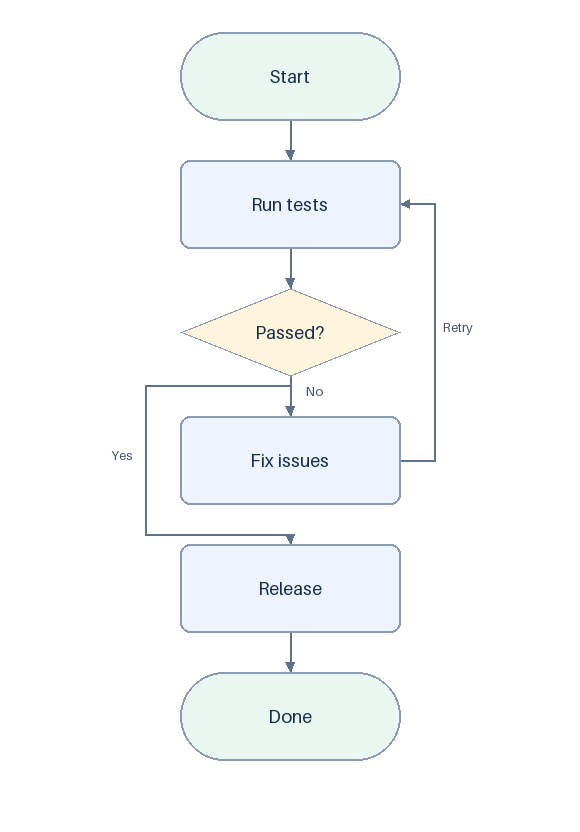 Start
Run tests
Retry
Passed?
No
Yes
Fix issues
Release
Done